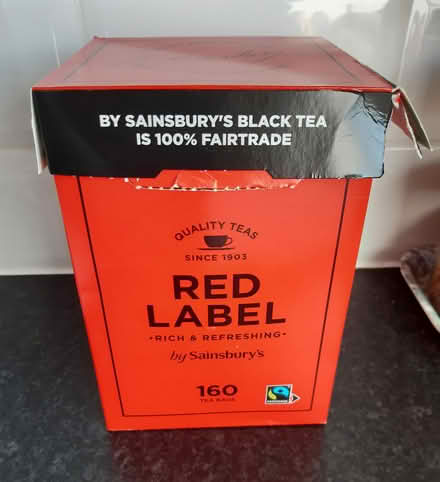 BY SAINSBURY'S BLACK TEA
IS 100% FAIRTRADE
QUALITY TEAS
SINCE 1903
RED
LABEL
•RICH & REFRESHING•
by Sainsbury's
160
TEA BAGS